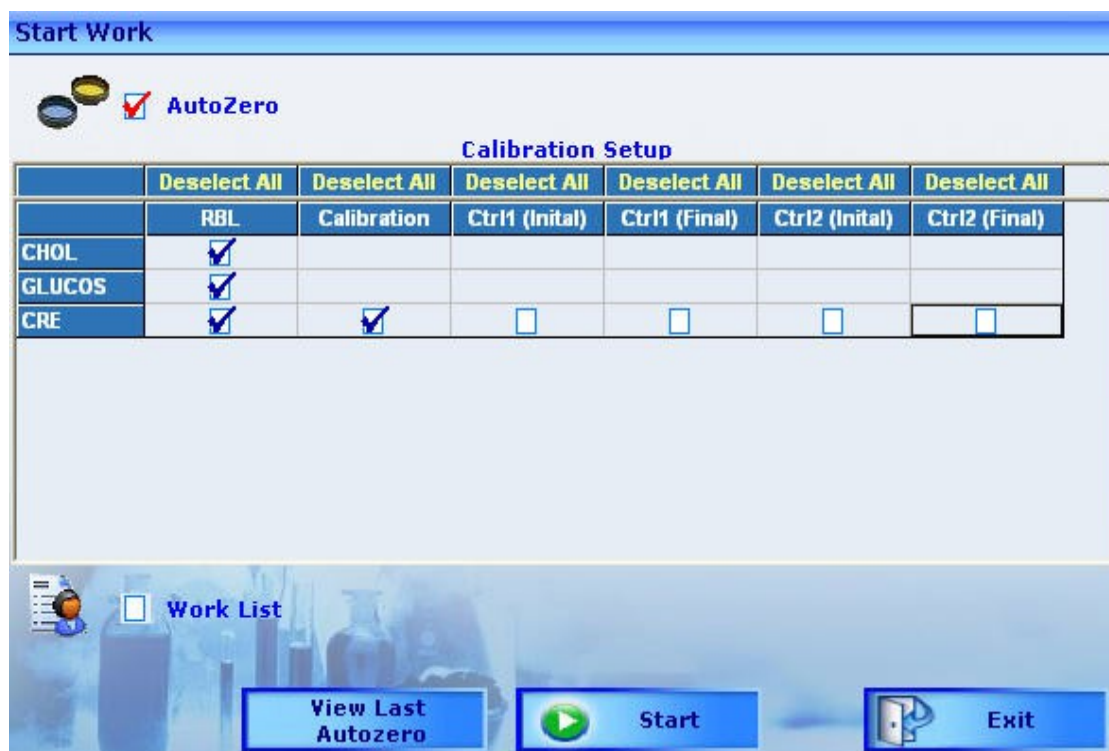 Start Work
AutoZero
Calibration Setup
Deselect All Deselect All Deselect All Deselect All Deselect All Deselect All
RBL Calibration Ctrl1 (Inital) Ctrl1 (Final) Ctrl2 (Inital) Ctrl2 (Final)
CHOL
GLUCOS
CRE
Work List
View Last
Autozero
Start
Exit